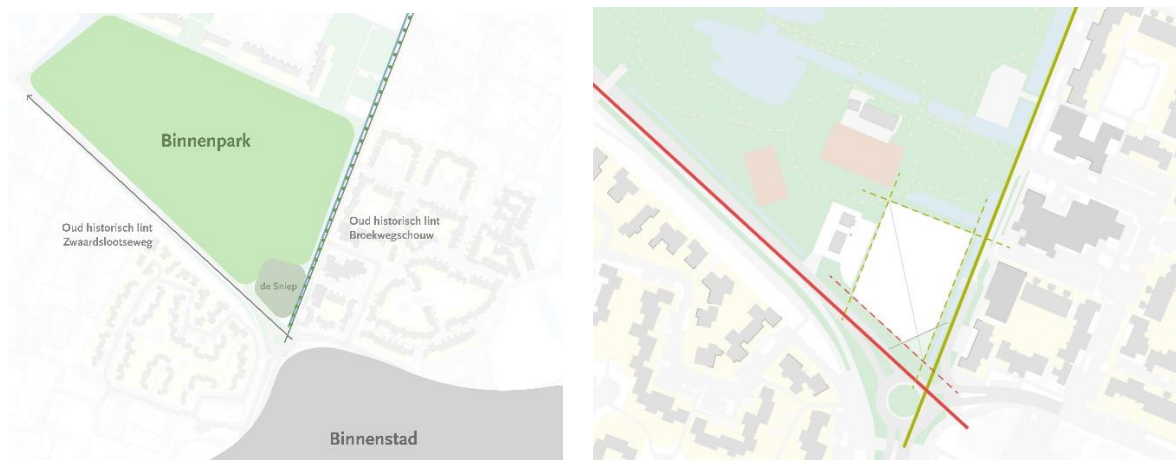 Binnenpark
Oud historisch lint
Zwaardslootseweg
Oud historisch lint
Broekwegschouw
de Sniep
Binnenstad